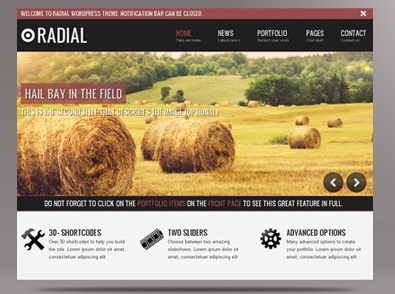 WELCOME TO RADIAL WORDPRESS THEME. NOTIFICATION BAR CAN BE CLOSED.
RADIAL
HOME NEWS PORTFOLIO PAGES CONTACT
Take me home Latest news Perfect your work Cool stuff Contact us
HAIL BAY IN THE FIELD
THIS IS THE SECOND TITLE THAT DESCRIBES THE IMAGE (OPTIONAL)
DO NOT FORGET TO CLICK ON THE PORTFOLIO ITEMS ON THE FRONT PAGE TO SEE THIS GREAT FEATURE IN FULL.
30+ SHORTCODES TWO SLIDERS ADVANCED OPTIONS
Over 30 shortcodes to help you build Choose between two amazing Many advanced options to create
the site. Lorem ipsum dolor sit amet, slideshows. Lorem ipsum dolor sit your portfolio. Lorem ipsum dolor sit
consectetuer adipiscing elit amet, consectetuer adipiscing elit amet, consectetuer adipiscing elit